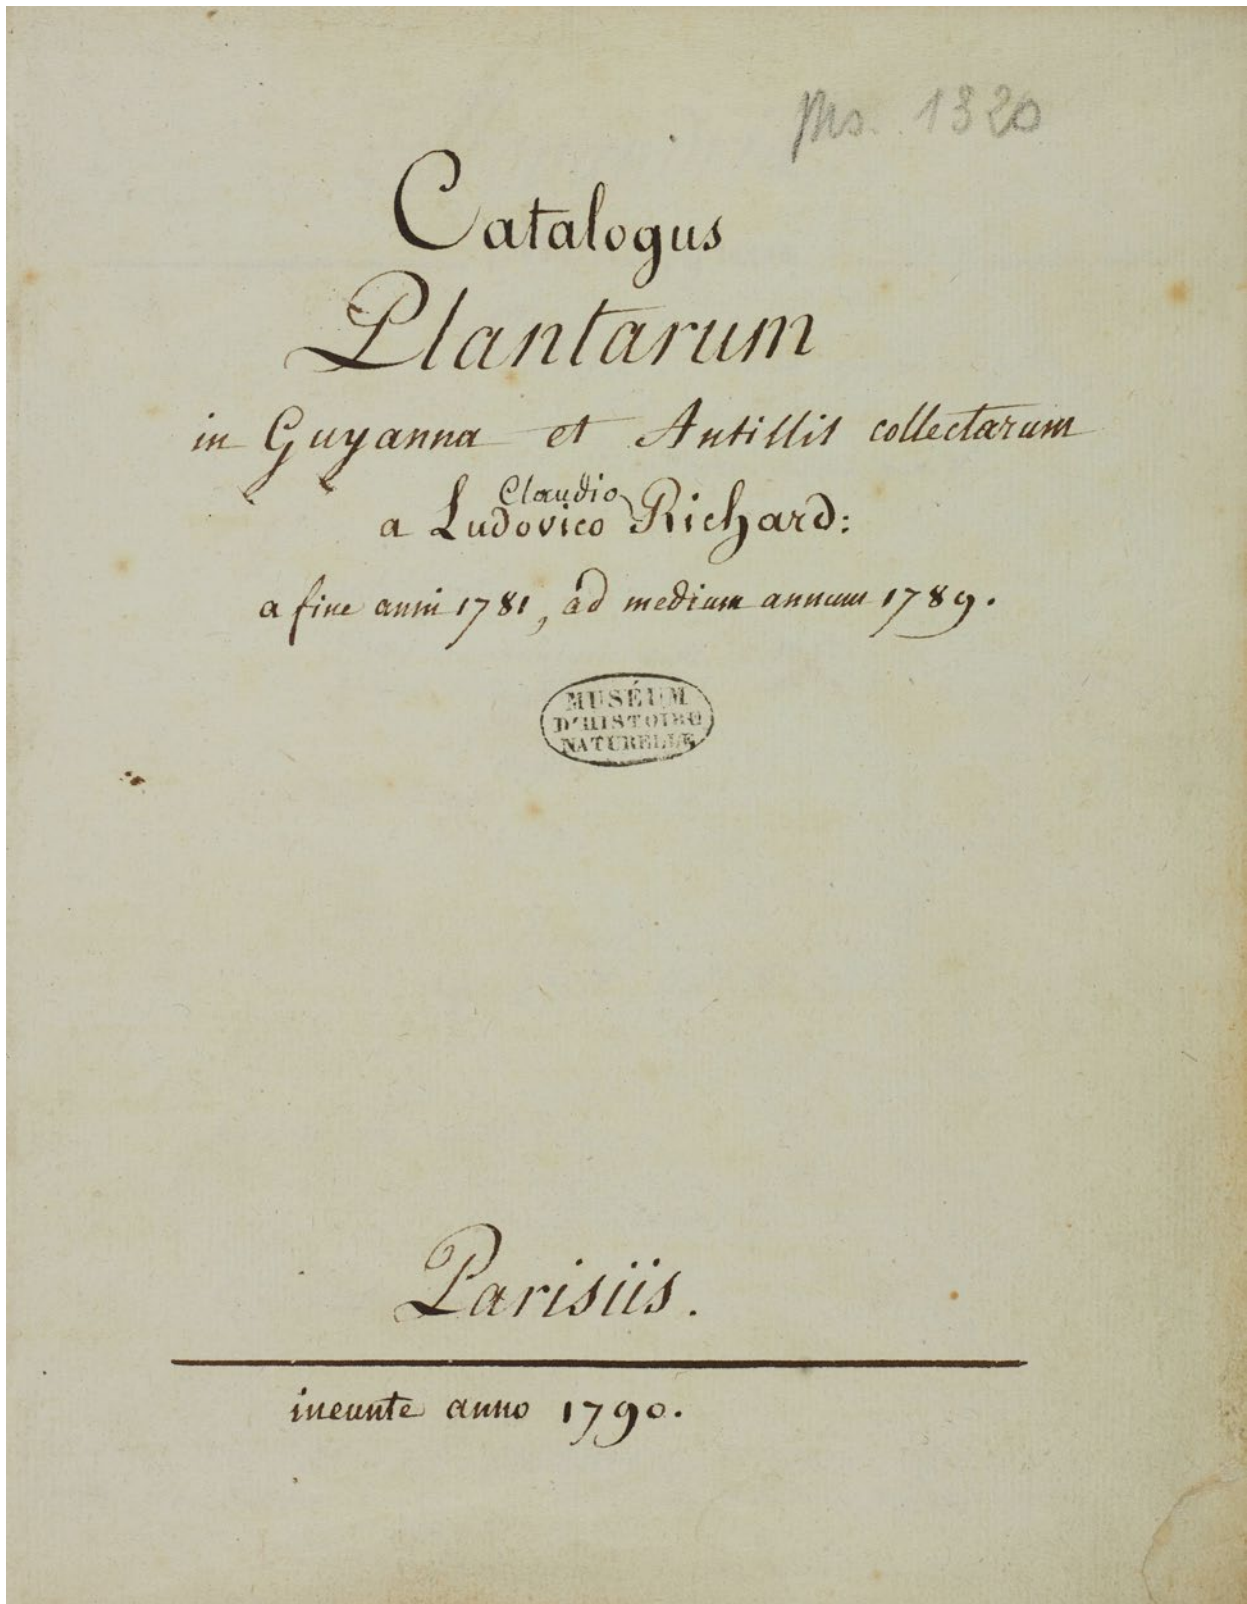 Ms. 1320
Catalogus
Plantarum
in Guyanna et Antillis collectarum
Claudio
a Ludovico Richard:
a fine anni 1781, ad medium annum 1789.
MUSÉUM
D'HISTOIRE
NATURELLE
Parisiis.
ineunte anno 1790.